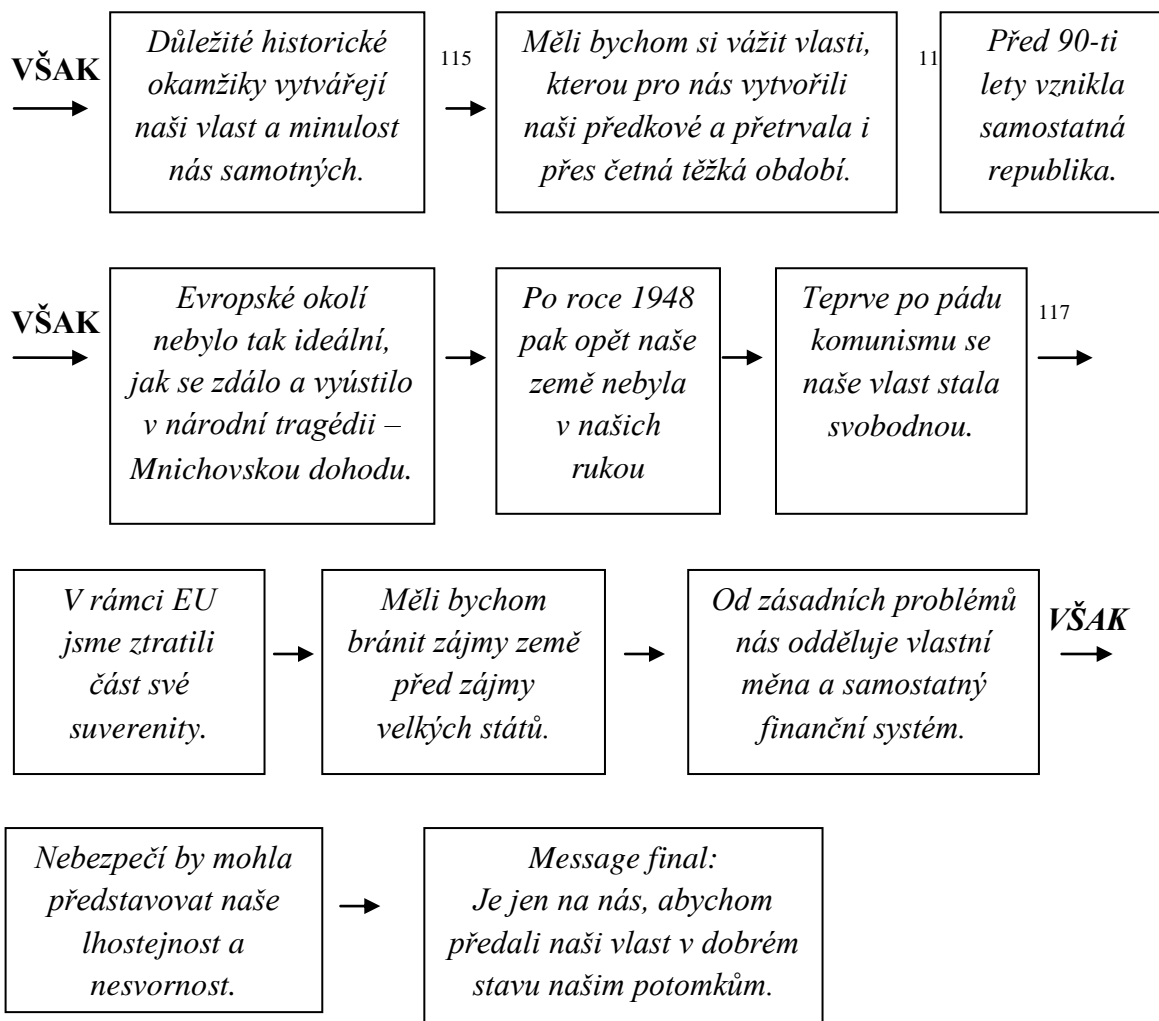 VŠAK
Důležité historické
okamžiky vytvářejí
naši vlast a minulost
nás samotných.
115
Měli bychom si vážit vlasti,
kterou pro nás vytvořili
naši předkové a přetrvala i
přes četná těžká období.
11
Před 90-ti
lety vznikla
samostatná
republika.
VŠAK
Evropské okolí
nebylo tak ideální,
jak se zdálo a vyústilo
v národní tragédii –
Mnichovskou dohodu.
Po roce 1948
pak opět naše
země nebyla
v našich
rukou
Teprve po pádu
komunismu se
naše vlast stala
svobodnou.
117
V rámci EU
jsme ztratili
část své
suverenity.
Měli bychom
bránit zájmy země
před zájmy
velkých států.
Od zásadních problémů
nás odděluje vlastní
měna a samostatný
finanční systém.
VŠAK
Nebezpečí by mohla
představovat naše
lhostejnost a
nesvornost.
Message final:
Je jen na nás, abychom
předali naši vlast v dobrém
stavu našim potomkům.